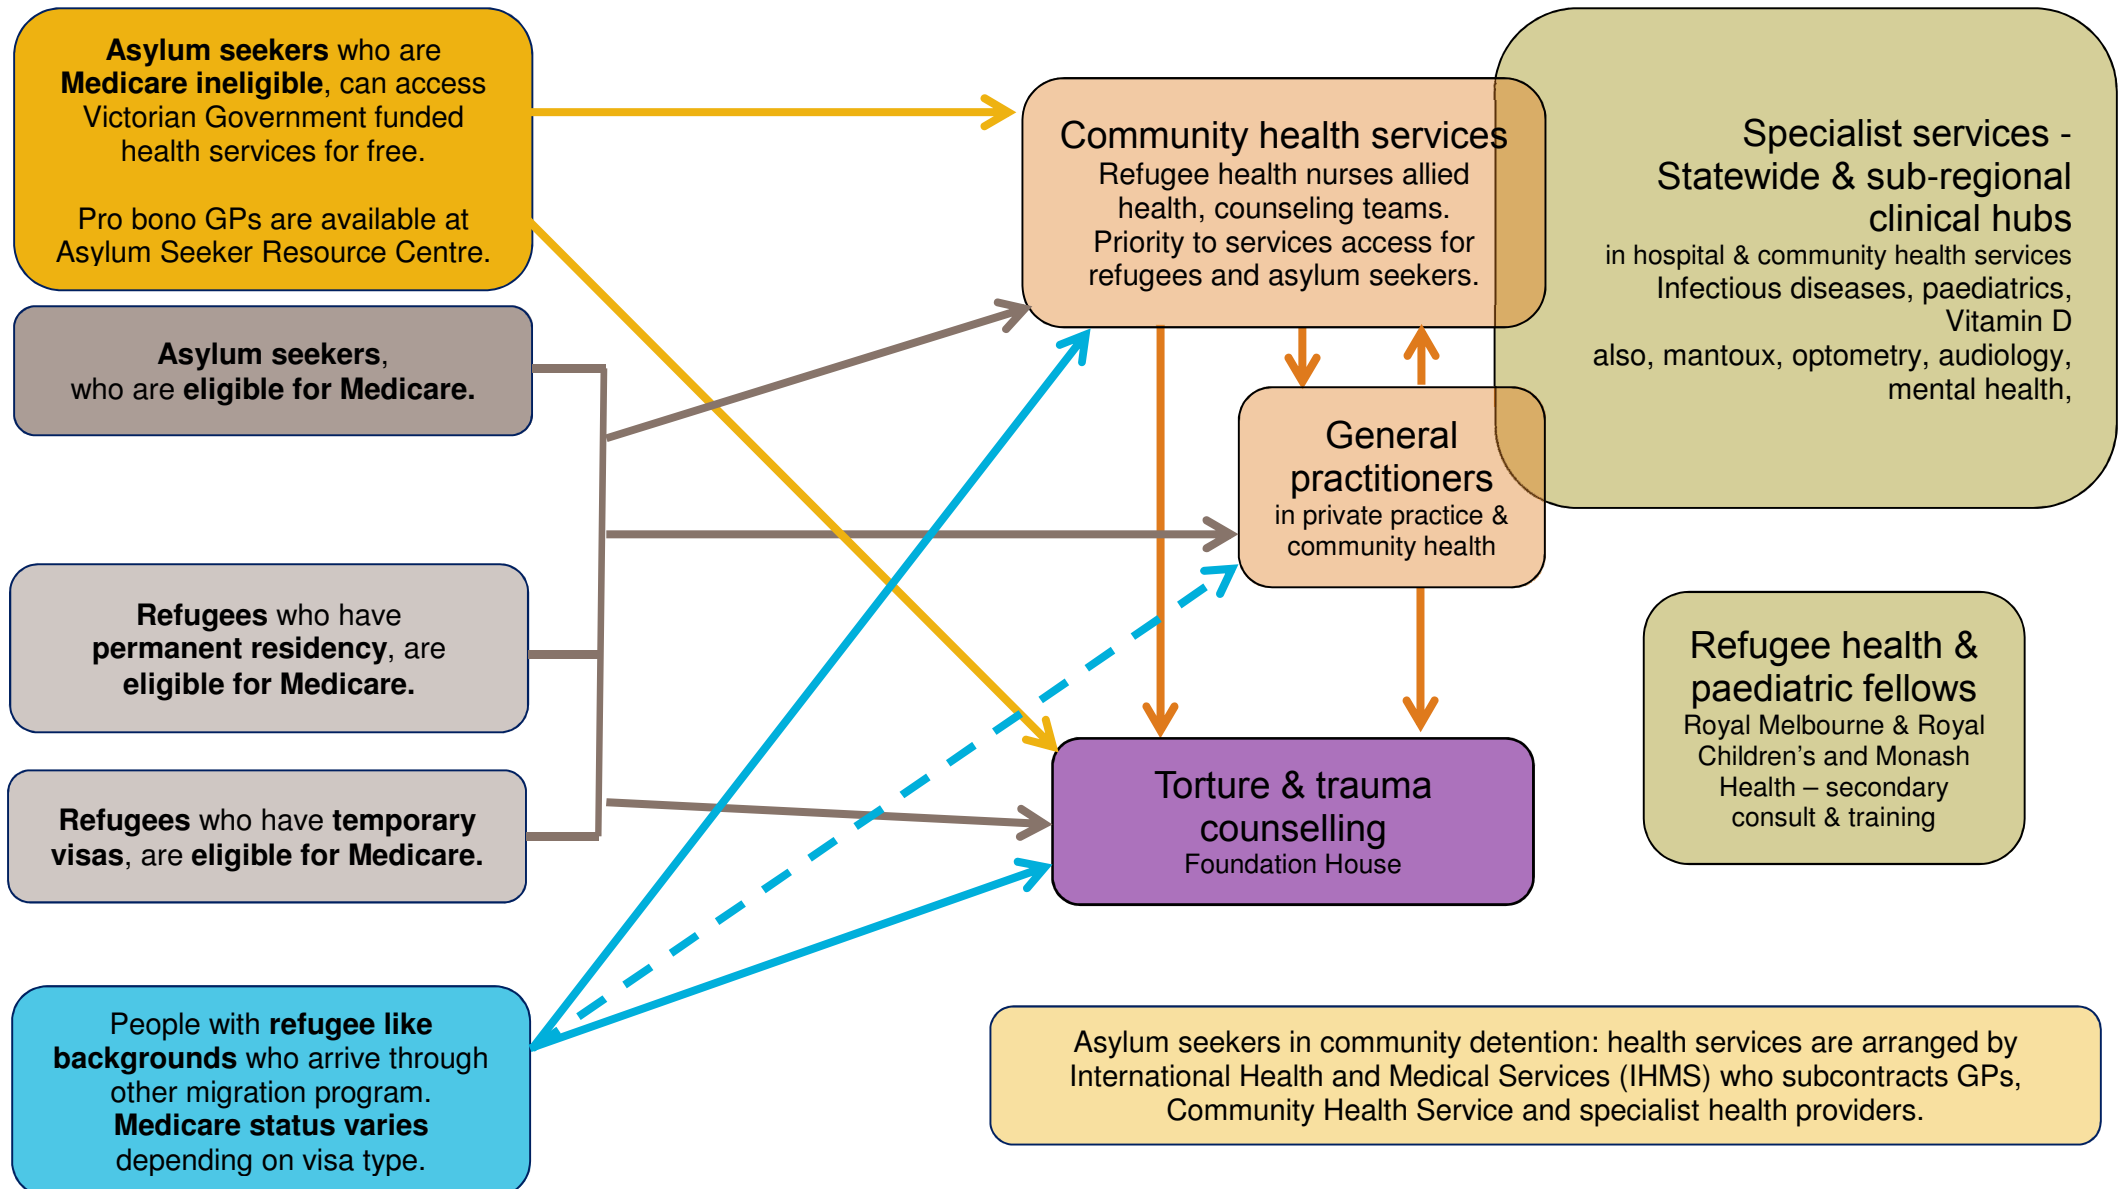 Asylum seekers who are
Medicare ineligible, can access
Victorian Government funded
health services for free.
Pro bono GPs are available at
Asylum Seeker Resource Centre.
Asylum seekers,
who are eligible for Medicare.
Refugees who have
permanent residency, are
eligible for Medicare.
Refugees who have temporary
visas, are eligible for Medicare.
People with refugee like
backgrounds who arrive through
other migration program.
Medicare status varies
depending on visa type.
Community health services
Refugee health nurses allied
health, counseling teams.
Priority to services access for
refugees and asylum seekers.
General
practitioners
in private practice &
community health
Torture & trauma
counselling
Foundation House
Specialist services -
Statewide & sub-regional
clinical hubs
in hospital & community health services
Infectious diseases, paediatrics,
Vitamin D
also, mantoux, optometry, audiology,
mental health,
Refugee health &
paediatric fellows
Royal Melbourne & Royal
Children's and Monash
Health – secondary
consult & training
Asylum seekers in community detention: health services are arranged by
International Health and Medical Services (IHMS) who subcontracts GPs,
Community Health Service and specialist health providers.